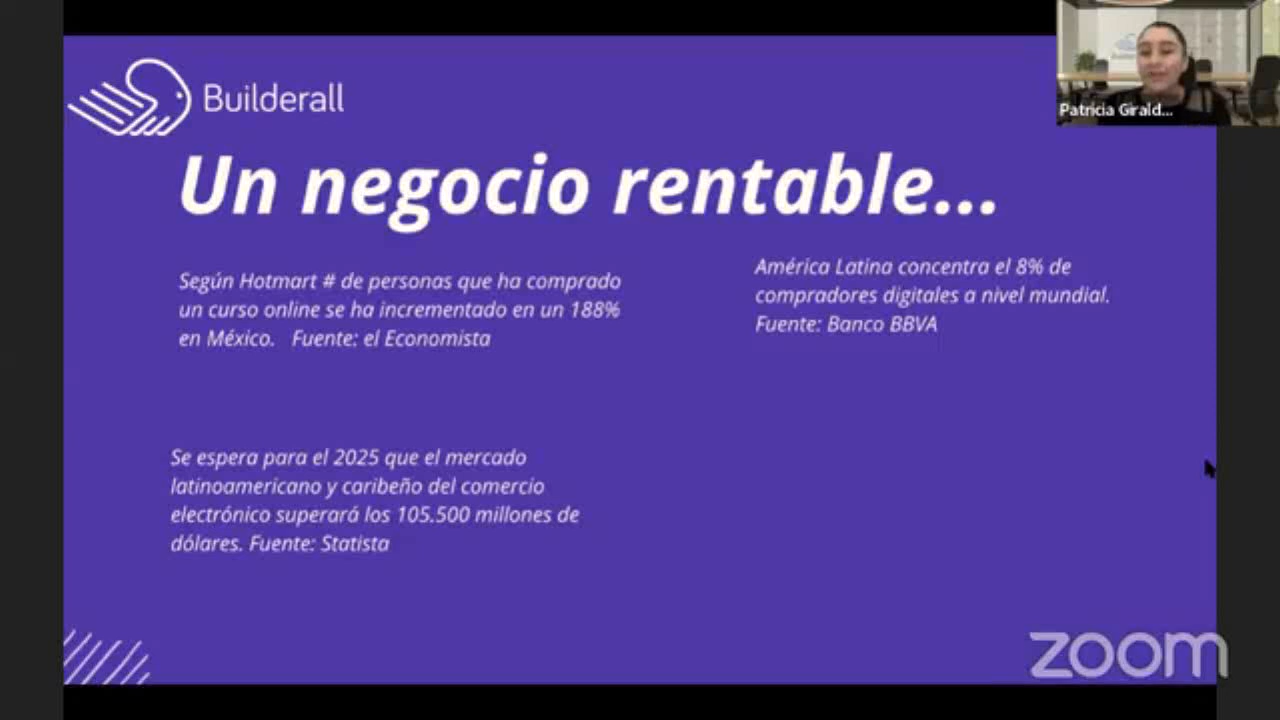 Builderall
Patricia Girald...
Un negocio rentable...
Según Hotmart # de personas que ha comprado
un curso online se ha incrementado en un 188%
en México. Fuente: el Economista
América Latina concentra el 8% de
compradores digitales a nivel mundial.
Fuente: Banco BBVA
Se espera para el 2025 que el mercado
latinoamericano y caribeño del comercio
electrónico superará los 105.500 millones de
dólares. Fuente: Statista
zoom